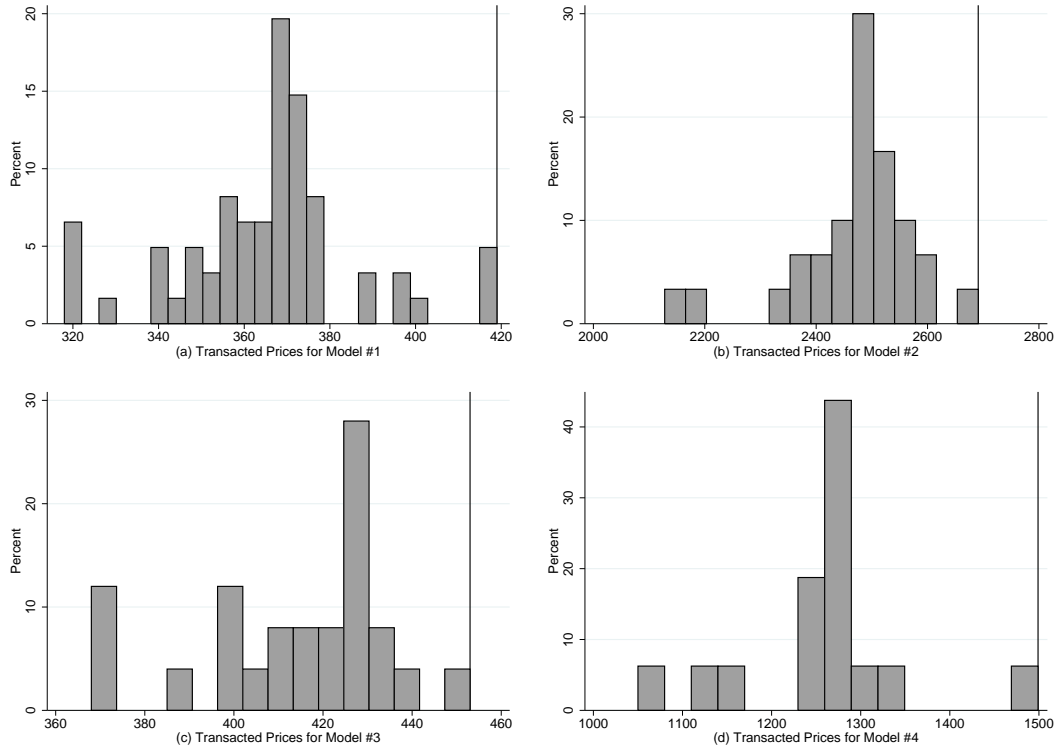 20
15
10
5
0
Percent
320 340 360 380 400 420
(a) Transacted Prices for Model #1
30
20
10
0
Percent
2000 2200 2400 2600 2800
(b) Transacted Prices for Model #2
30
20
10
0
Percent
360 380 400 420 440 460
(c) Transacted Prices for Model #3
40
30
20
10
0
Percent
1000 1100 1200 1300 1400 1500
(d) Transacted Prices for Model #4